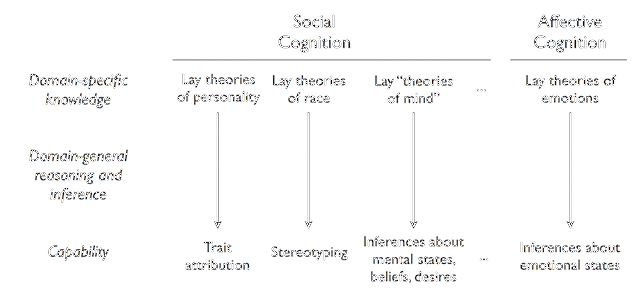 Social
Cognition
Affective
Cognition
Domain-specific
knowledge
Lay theories
of personality
Lay theories
of race
Lay "theories
of mind"
...
Lay theories of
emotions
Domain-general
reasoning and
inference
Capability
Trait
attribution
Stereotyping
Inferences about
mental states,
beliefs, desires
...
Inferences about
emotional states